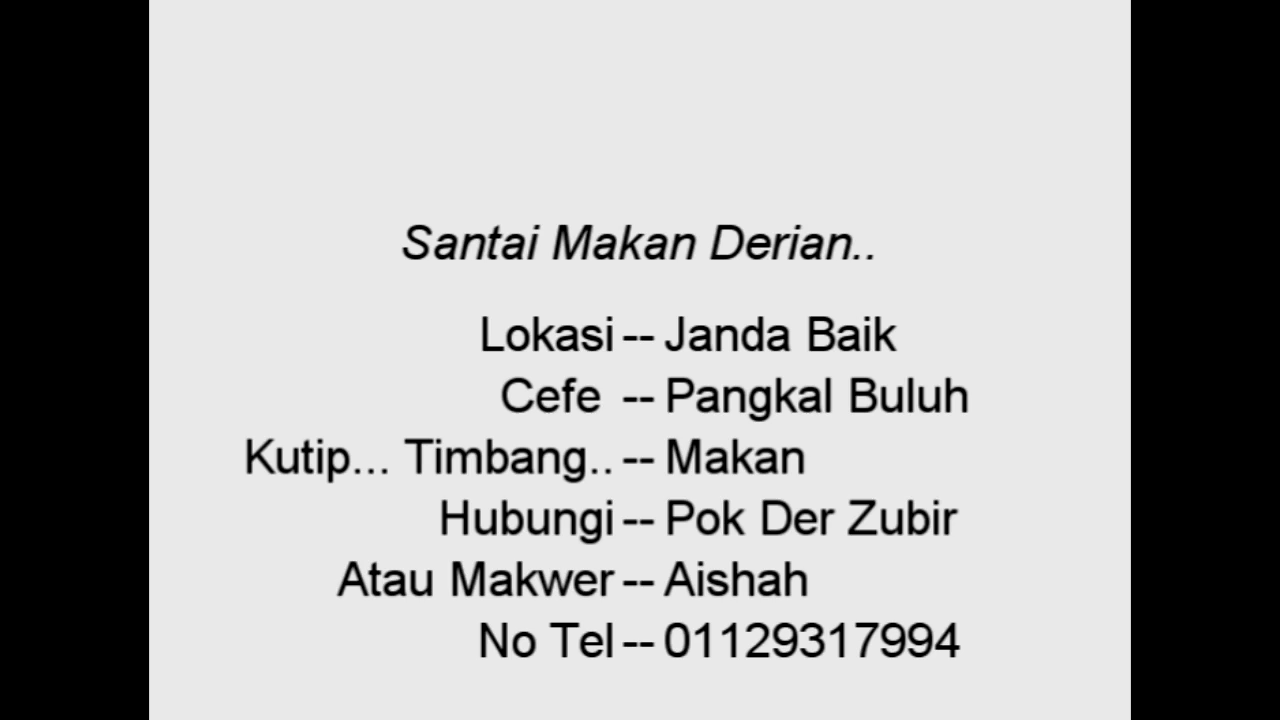 Santai Makan Derian..
Lokasi -- Janda Baik
Cefe -- Pangkal Buluh
Kutip... Timbang.. -- Makan
Hubungi -- Pok Der Zubir
Atau Makwer -- Aishah
No Tel -- 01129317994